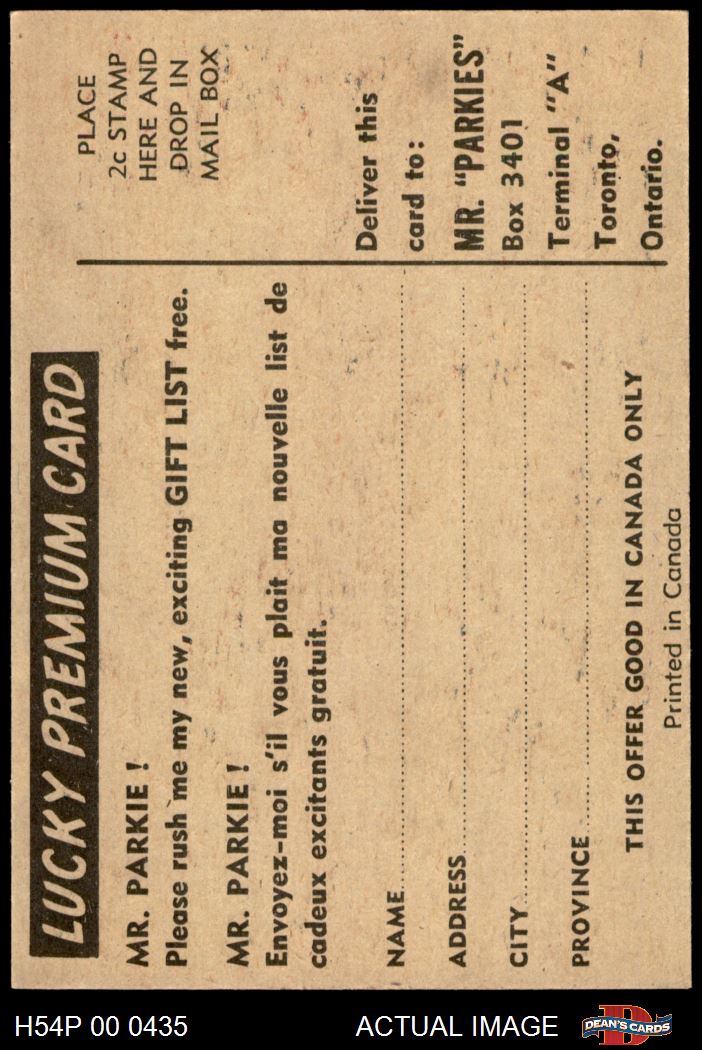 LUCKY PREMIUM CARD
MR. PARKIE !
Please rush me my new, exciting GIFT LIST free.
MR. PARKIE !
Envoyez-moi s'il vous plait ma nouvelle list de
cadeux excitants gratuit.
NAME
ADDRESS
CITY
PROVINCE
THIS OFFER GOOD IN CANADA ONLY
Printed in Canada
PLACE
2c STAMP
HERE AND
DROP IN
MAIL BOX
Deliver this
card to:
MR. "PARKIES"
Box 3401
Terminal "A"
Toronto,
Ontario.
H54P 00 0435
ACTUAL IMAGE
D
DEAN'S CARDS